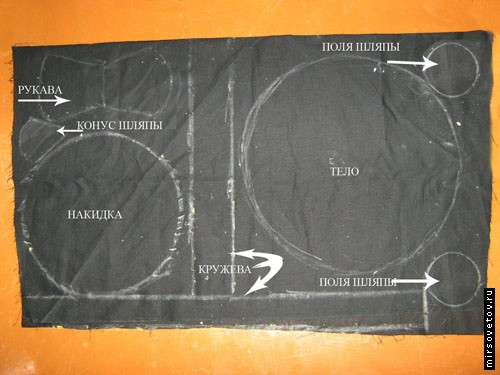 ПОЛЯ ШЛЯПЫ
РУКАВА
КОНУС ШЛЯПЫ
ТЕЛО
НАКИДКА
КРУЖЕВА
ПОЛЯ ШЛЯПЫ
mirsovetov.ru